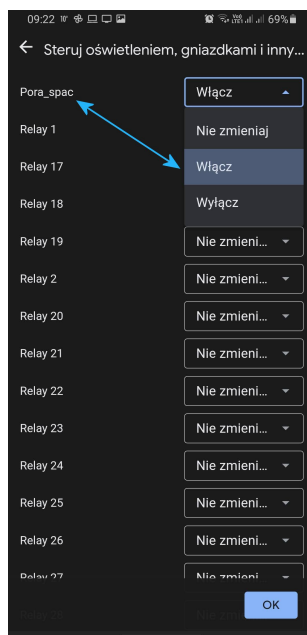 09:22 69%
← Steruj oświetleniem, gniazdkami i inny...
Pora_spac Włącz
Relay 1 Nie zmieniaj
Relay 17 Włącz
Relay 18 Wyłącz
Relay 19 Nie zmieni...
Relay 2 Nie zmieni...
Relay 20 Nie zmieni...
Relay 21 Nie zmieni...
Relay 22 Nie zmieni...
Relay 23 Nie zmieni...
Relay 24 Nie zmieni...
Relay 25 Nie zmieni...
Relay 26 Nie zmieni...
Relay 27 Nie zmieni...
OK